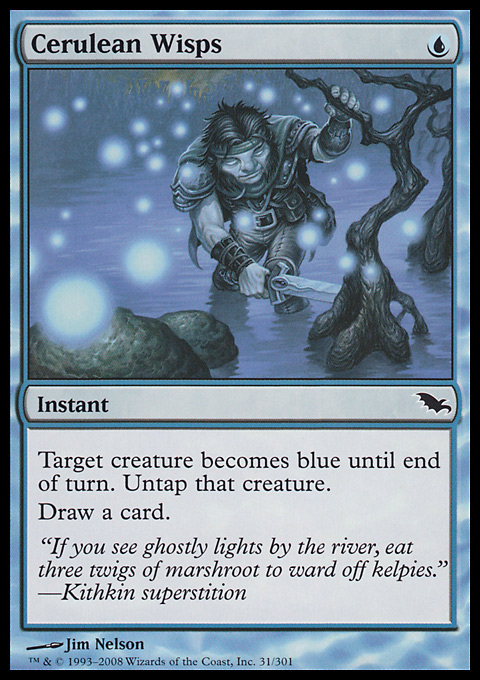 Cerulean Wisps
Instant
Target creature becomes blue until end
of turn. Untap that creature.
Draw a card.
“If you see ghostly lights by the river, eat
three twigs of marshroot to ward off kelpies.”
—Kithkin superstition
Jim Nelson
™ & © 1993–2008 Wizards of the Coast, Inc. 31/301